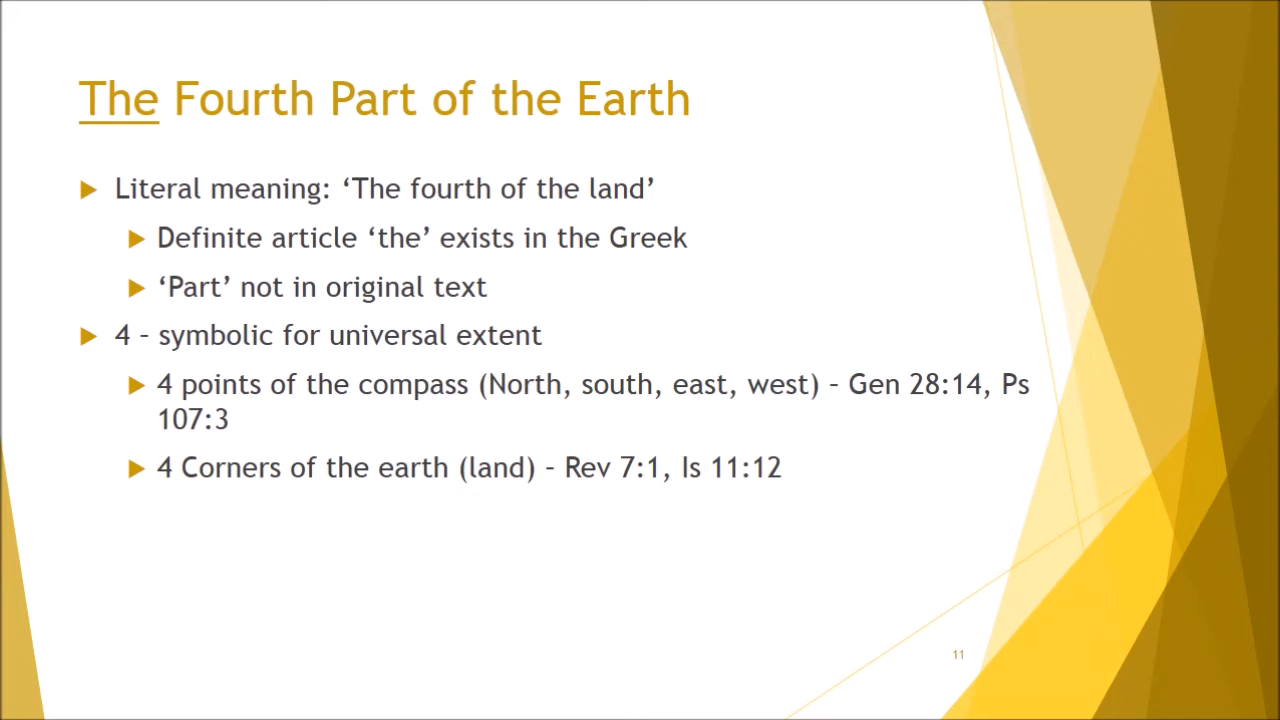 The Fourth Part of the Earth
Literal meaning: ‘The fourth of the land’
Definite article ‘the’ exists in the Greek
‘Part’ not in original text
4 – symbolic for universal extent
4 points of the compass (North, south, east, west) – Gen 28:14, Ps
107:3
4 Corners of the earth (land) – Rev 7:1, Is 11:12
11